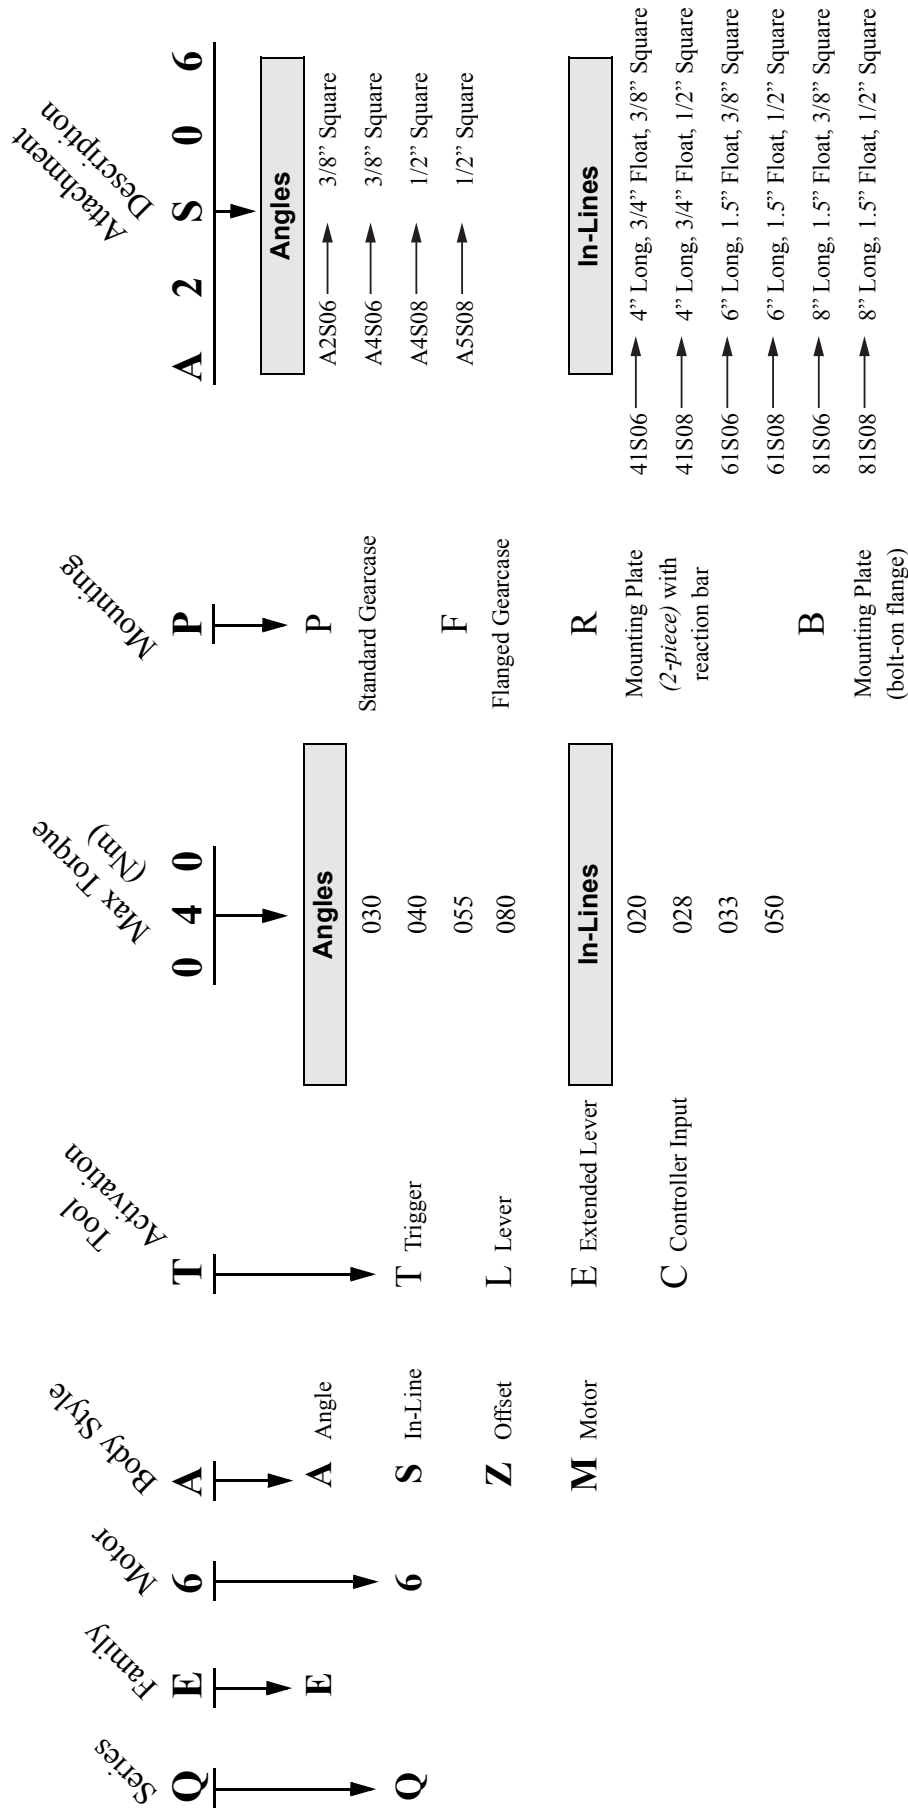 Series
Family
Motor
Body Style
Tool
Activation
Max Torque
(Nm)
Mounting
Attachment
Description
Q E 6 A T 0 4 0 P A 2 S 0 6
Q
E
6
A Angle
S In-Line
Z Offset
M Motor
T Trigger
L Lever
E Extended Lever
C Controller Input
Angles
030
040
055
080
In-Lines
020
028
033
050
P
Standard Gearcase
F
Flanged Gearcase
R
Mounting Plate
(2-piece) with
reaction bar
B
Mounting Plate
(bolt-on flange)
Angles
A2S06 3/8” Square
A4S06 3/8” Square
A4S08 1/2” Square
A5S08 1/2” Square
In-Lines
41S06 4” Long, 3/4” Float, 3/8” Square
41S08 4” Long, 3/4” Float, 1/2” Square
61S06 6” Long, 1.5” Float, 3/8” Square
61S08 6” Long, 1.5” Float, 1/2” Square
81S06 8” Long, 1.5” Float, 3/8” Square
81S08 8” Long, 1.5” Float, 1/2” Square